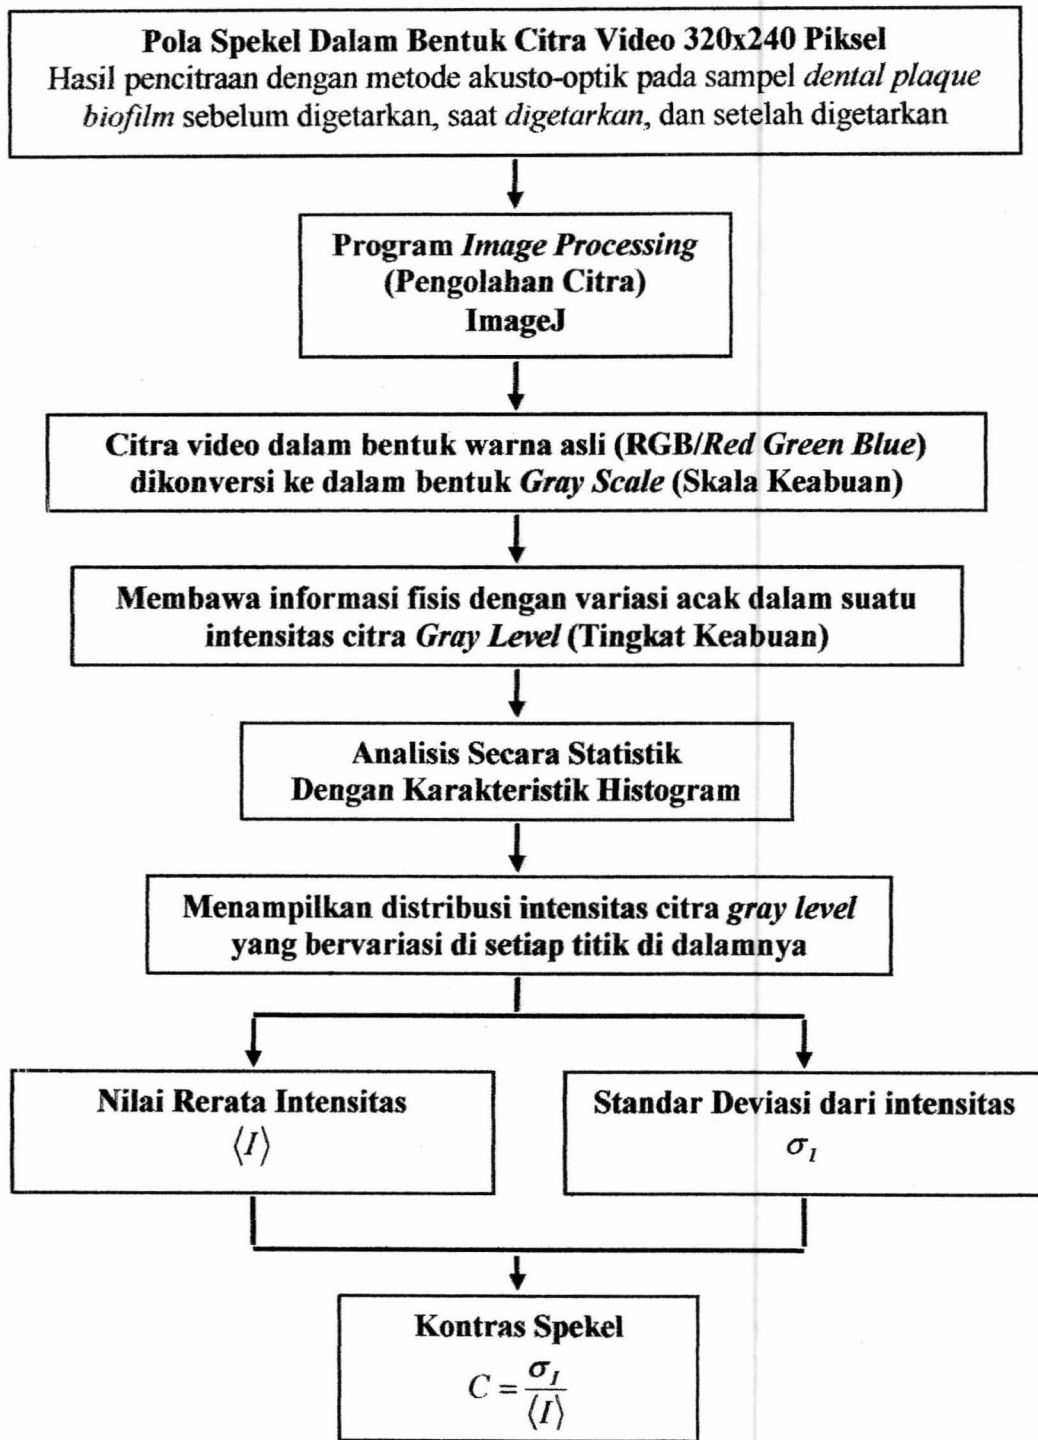 Pola Spekel Dalam Bentuk Citra Video 320x240 Piksel
Hasil pencitraan dengan metode akusto-optik pada sampel dental plaque
biofilm sebelum digetarkan, saat digetarkan, dan setelah digetarkan
Program Image Processing
(Pengolahan Citra)
ImageJ
Citra video dalam bentuk warna asli (RGB/Red Green Blue)
dikonversi ke dalam bentuk Gray Scale (Skala Keabuan)
Membawa informasi fisis dengan variasi acak dalam suatu
intensitas citra Gray Level (Tingkat Keabuan)
Analisis Secara Statistik
Dengan Karakteristik Histogram
Menampilkan distribusi intensitas citra gray level
yang bervariasi di setiap titik di dalamnya
Nilai Rerata Intensitas
⟨I⟩
Standar Deviasi dari intensitas
σ_I
Kontras Spekel
C = σ_I / ⟨I⟩